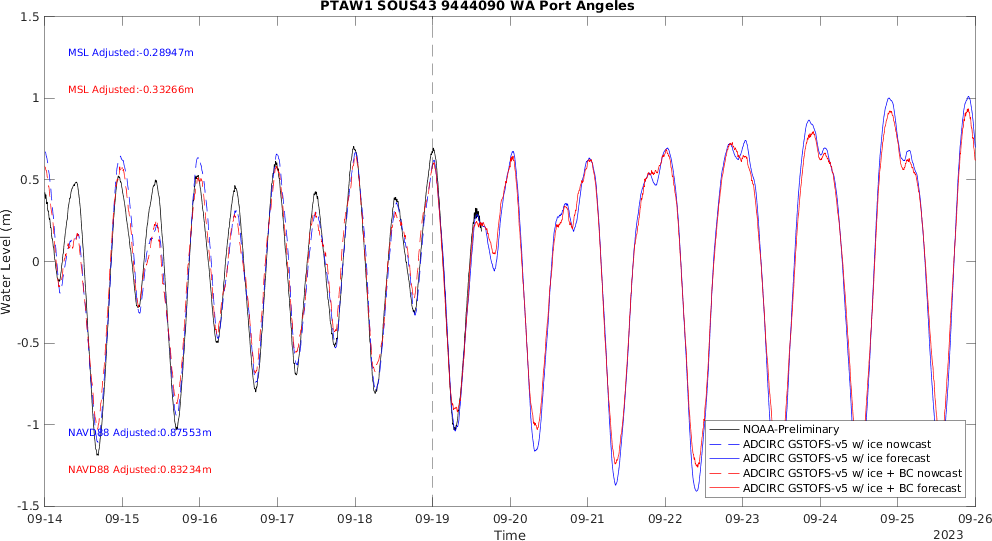 PTAW1 SOUS43 9444090 WA Port Angeles
1.5
1
0.5
0
-0.5
-1
-1.5
Water Level (m)
MSL Adjusted:-0.28947m
MSL Adjusted:-0.33266m
NAVD88 Adjusted:0.87553m
NAVD88 Adjusted:0.83234m
NOAA-Preliminary
ADCIRC GSTOFS-v5 w/ ice nowcast
ADCIRC GSTOFS-v5 w/ ice forecast
ADCIRC GSTOFS-v5 w/ ice + BC nowcast
ADCIRC GSTOFS-v5 w/ ice + BC forecast
09-14 09-15 09-16 09-17 09-18 09-19 09-20 09-21 09-22 09-23 09-24 09-25 09-26
Time
2023